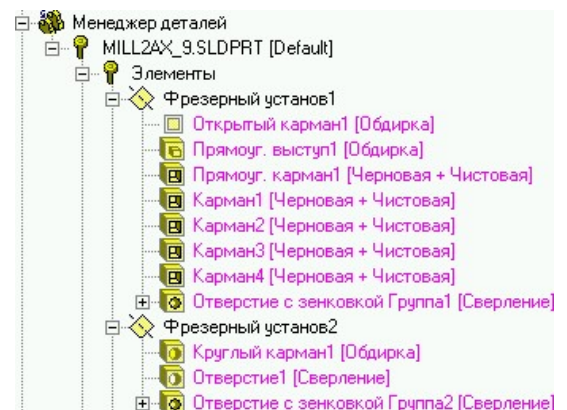 Менеджер деталей
MILL2AX_9.SLDPRT [Default]
Элементы
Фрезерный установ1
Открытый карман1 [Обдирка]
Прямоуг. выступ1 [Обдирка]
Прямоуг. карман1 [Черновая + Чистовая]
Карман1 [Черновая + Чистовая]
Карман2 [Черновая + Чистовая]
Карман3 [Черновая + Чистовая]
Карман4 [Черновая + Чистовая]
Отверстие с зенковкой Группа1 [Сверление]
Фрезерный установ2
Круглый карман1 [Обдирка]
Отверстие1 [Сверление]
Отверстие с зенковкой Группа2 [Сверление]